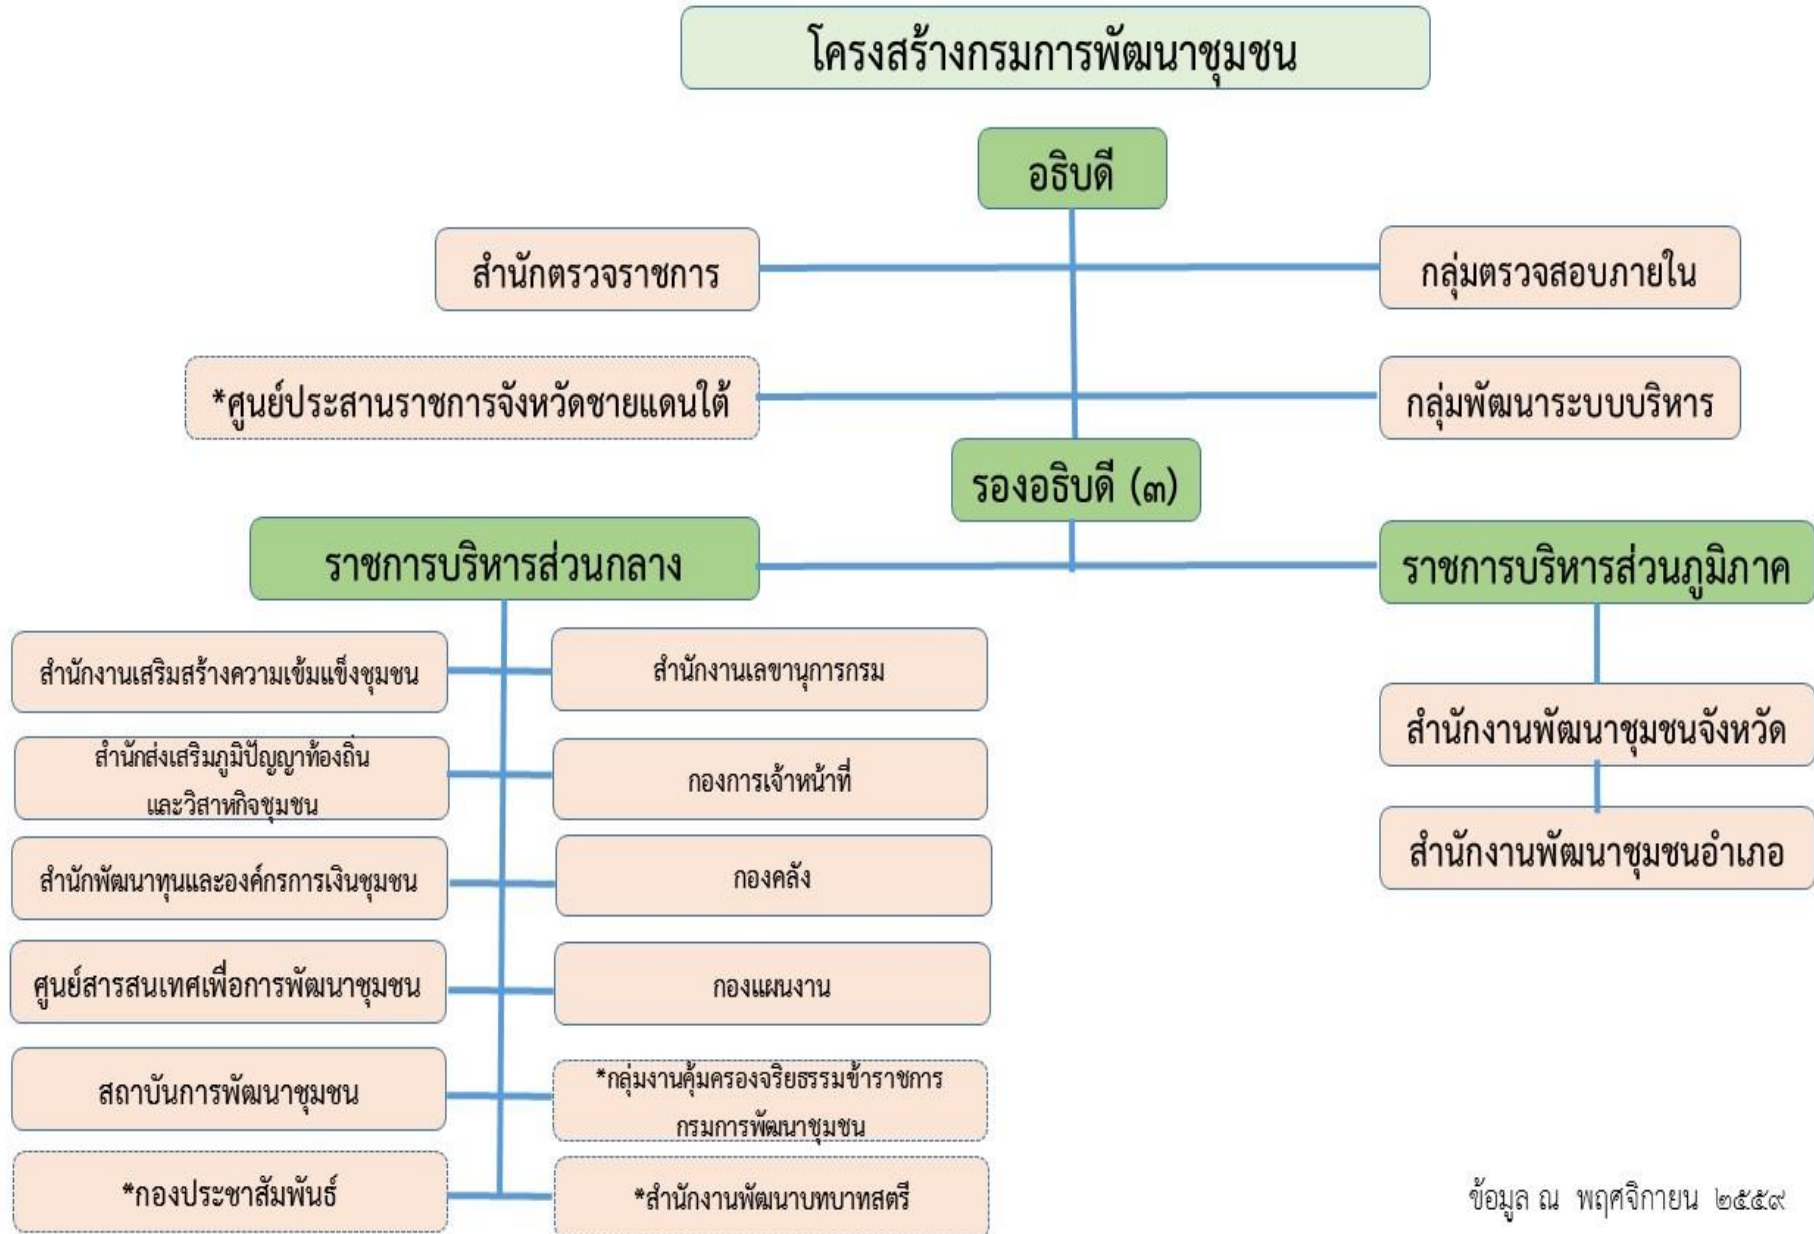 โครงสร้างกรมการพัฒนาชุมชน
อธิบดี
สำนักตรวจราชการ
กลุ่มตรวจสอบภายใน
*ศูนย์ประสานราชการจังหวัดชายแดนใต้
กลุ่มพัฒนาระบบบริหาร
รองอธิบดี (๓)
ราชการบริหารส่วนกลาง
ราชการบริหารส่วนภูมิภาค
สำนักงานเสริมสร้างความเข้มแข็งชุมชน
สำนักงานเลขานุการกรม
สำนักส่งเสริมภูมิปัญญาท้องถิ่น
และวิสาหกิจชุมชน
กองการเจ้าหน้าที่
สำนักพัฒนาทุนและองค์กรการเงินชุมชน
กองคลัง
ศูนย์สารสนเทศเพื่อการพัฒนาชุมชน
กองแผนงาน
สถาบันการพัฒนาชุมชน
*กลุ่มงานคุ้มครองจริยธรรมข้าราชการ
กรมการพัฒนาชุมชน
*กองประชาสัมพันธ์
*สำนักงานพัฒนาบทบาทสตรี
สำนักงานพัฒนาชุมชนจังหวัด
สำนักงานพัฒนาชุมชนอำเภอ
ข้อมูล ณ พฤศจิกายน ๒๕๕๙